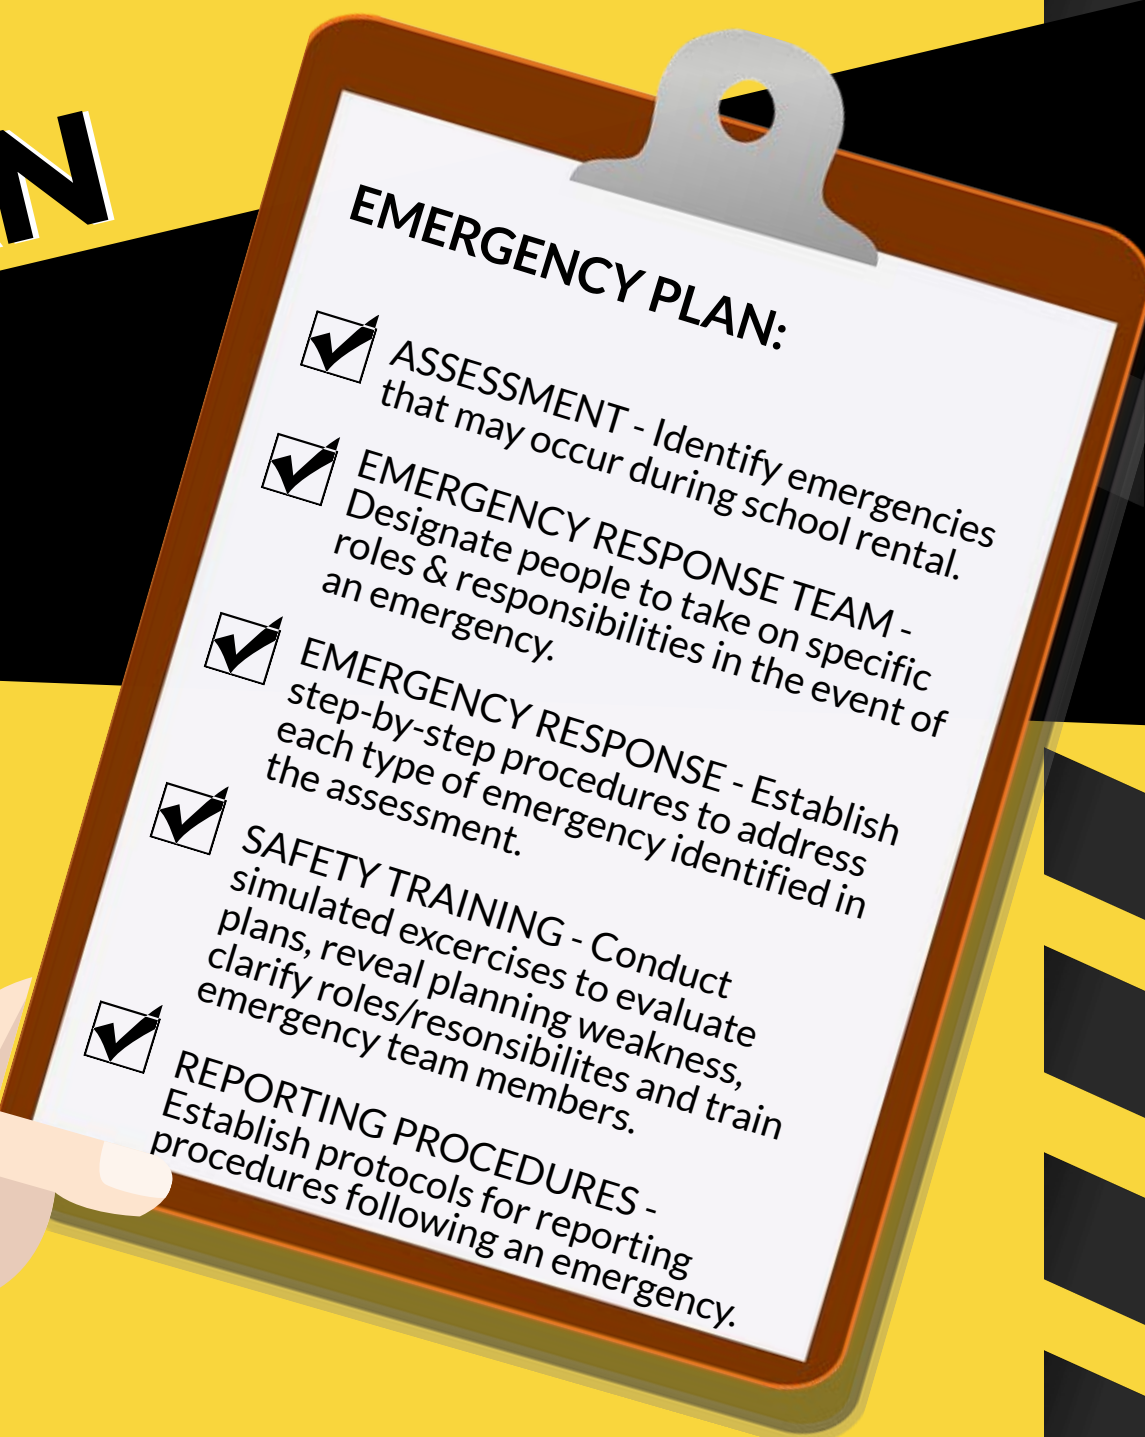 N
EMERGENCY PLAN:
ASSESSMENT - Identify emergencies
that may occur during school rental.
EMERGENCY RESPONSE TEAM -
Designate people to take on specific
roles & responsibilities in the event of
an emergency.
EMERGENCY RESPONSE - Establish
step-by-step procedures to address
each type of emergency identified in
the assessment.
SAFETY TRAINING - Conduct
simulated excercises to evaluate
plans, reveal planning weakness,
clarify roles/resonsibilites and train
emergency team members.
REPORTING PROCEDURES -
Establish protocols for reporting
procedures following an emergency.